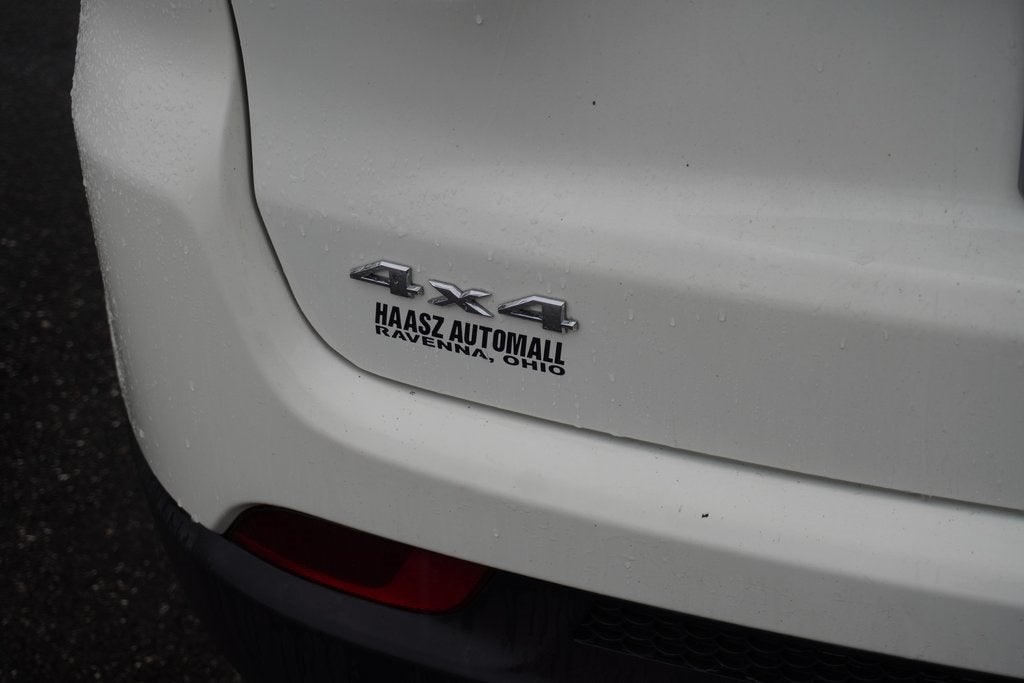 4x4
HAASZ AUTOMALL
RAVENNA, OHIO